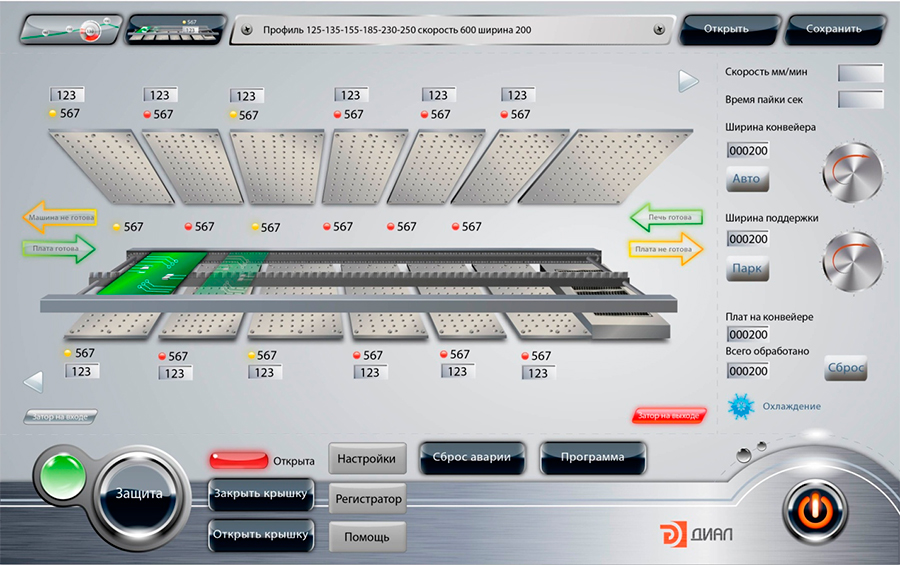 567
123
Профиль 125-135-155-185-230-250 скорость 600 ширина 200
Открыть
Сохранить
123 123 123 123 123 123
567 567 567 567 567 567
Скорость мм/мин
Время пайки сек
Ширина конвейера
000200
Авто
Машина не готова
Плата готова
567 567 567 567 567 567
Печь готова
Плата не готова
Ширина поддержки
000200
Парк
567 567 567 567 567 567
123 123 123 123 123 123
Плат на конвейере
000200
Всего обработано
000200
Сброс
Охлаждение
Затор на входе
Затор на выходе
Защита
Открыта
Закрыть крышку
Открыть крышку
Настройки
Регистратор
Помощь
Сброс аварии
Программа
ДИАЛ